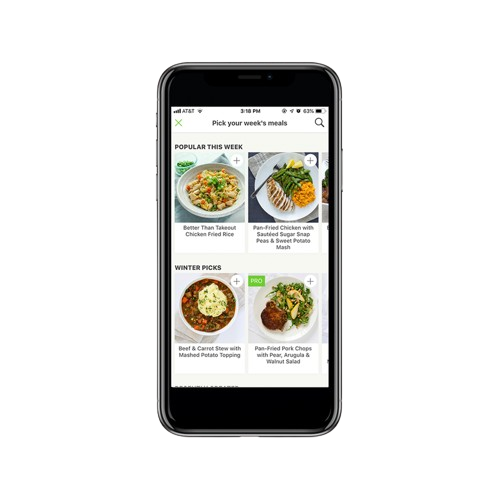 AT&T 3:18 PM 63%
Pick your week's meals
POPULAR THIS WEEK
Better Than Takeout
Chicken Fried Rice
Pan-Fried Chicken with
Sautéed Sugar Snap
Peas & Sweet Potato
Mash
WINTER PICKS
PRO
Beef & Carrot Stew with
Mashed Potato Topping
Pan-Fried Pork Chops
with Pear, Arugula &
Walnut Salad